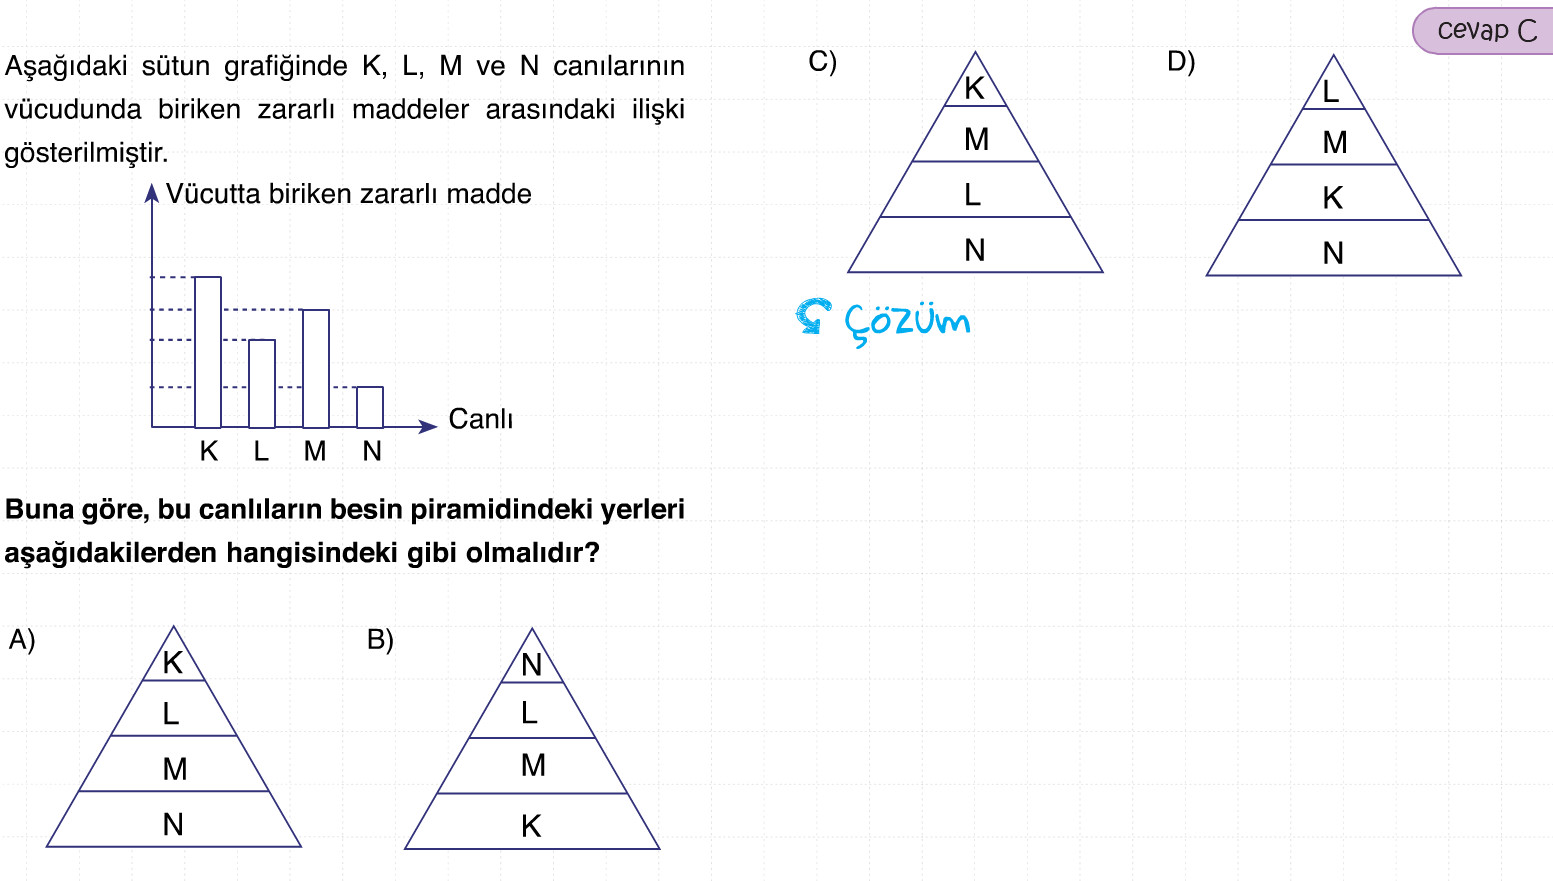 Aşağıdaki sütun grafiğinde K, L, M ve N canılarının
vücudunda biriken zararlı maddeler arasındaki ilişki
gösterilmiştir.
Vücutta biriken zararlı madde
Canlı
K L M N
Buna göre, bu canlıların besin piramidindeki yerleri
aşağıdakilerden hangisindeki gibi olmalıdır?
A)
K
L
M
N
B)
N
L
M
K
C)
K
M
L
N
D)
L
M
K
N
cevap C
Çözüm